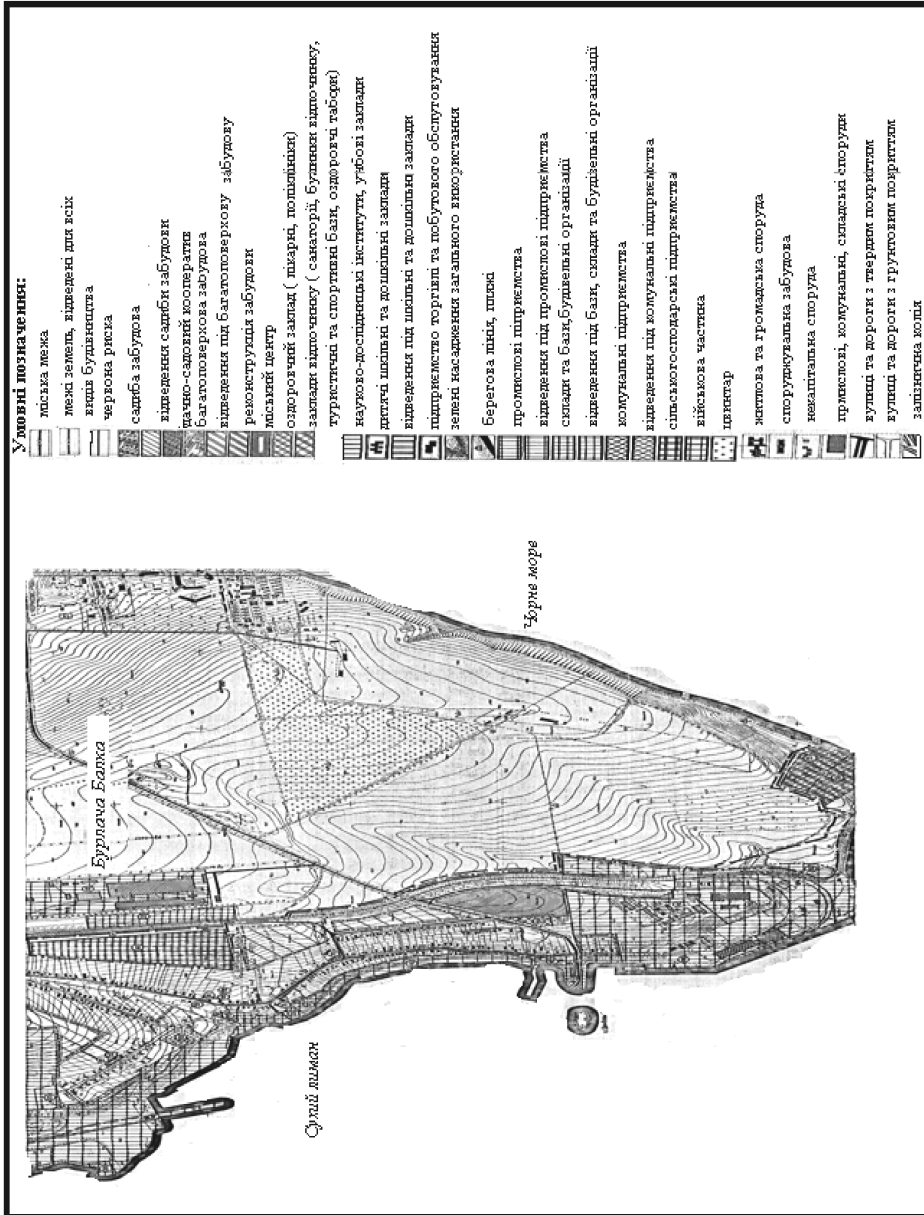 Умовні позначення:
міська межа
межі земель, відведені для всіх
видів будівництва
червона риска
садиба забудова
відведення садиби забудови
дачно-садовий кооператив
багатоповерхова забудова
відведення під багатоповерхову забудову
реконструкція забудови
міський центр
оздоровчий заклад ( лікарні, поліклініки)
заклади відпочинку ( санаторії, будинки відпочинку,
туристичні та спортивні бази, оздоровчі табори)
науково-дослідницькі інститути, учбові заклади
дитячі шкільні та дошкільні заклади
відведення під шкільні та дошкільні заклади
підприємство торгівлі та побутового обслуговування
зелені насадження загального використання
берегова лінія, пляжі
промислові піприємства
відведення під промислові підприємства
склади та бази,будівельні організації
відведення під бази, склади та будівельні організації
комунальні підприємства
відведення під комунальні підприємства
сільськогодарські підприємства
військова частина
цвинтар
житлова та громадська споруда
споруджувальна забудова
некапітальна споруда
прмислові, комунальні, складські споруди
вулиці та дороги з твердим покриттям
вулиці та дороги з грунтовим покриттям
залізнична колія
Бурлача Балка
Чорне море
Сухий лиман